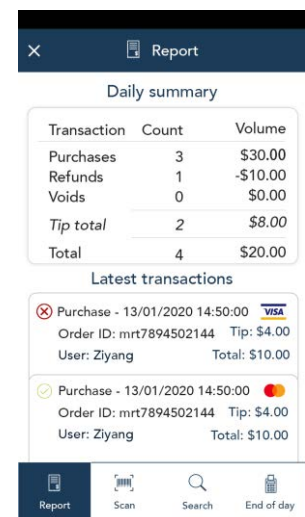 Report
Daily summary
Transaction Count Volume
Purchases 3 $30.00
Refunds 1 -$10.00
Voids 0 $0.00
Tip total 2 $8.00
Total 4 $20.00
Latest transactions
Purchase - 13/01/2020 14:50:00 VISA
Order ID: mrt7894502144 Tip: $4.00
User: Ziyang Total: $10.00
Purchase - 13/01/2020 14:50:00
Order ID: mrt7894502144 Tip: $4.00
User: Ziyang Total: $10.00
Report Scan Search End of day